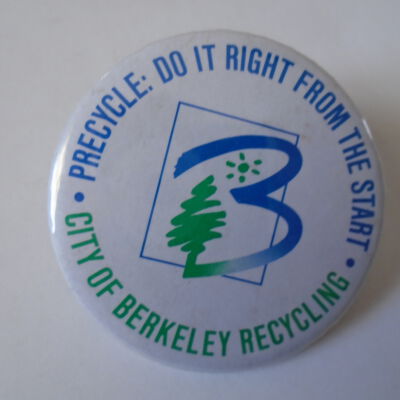 • PRECYCLE: DO IT RIGHT FROM THE START •
CITY OF BERKELEY RECYCLING
B